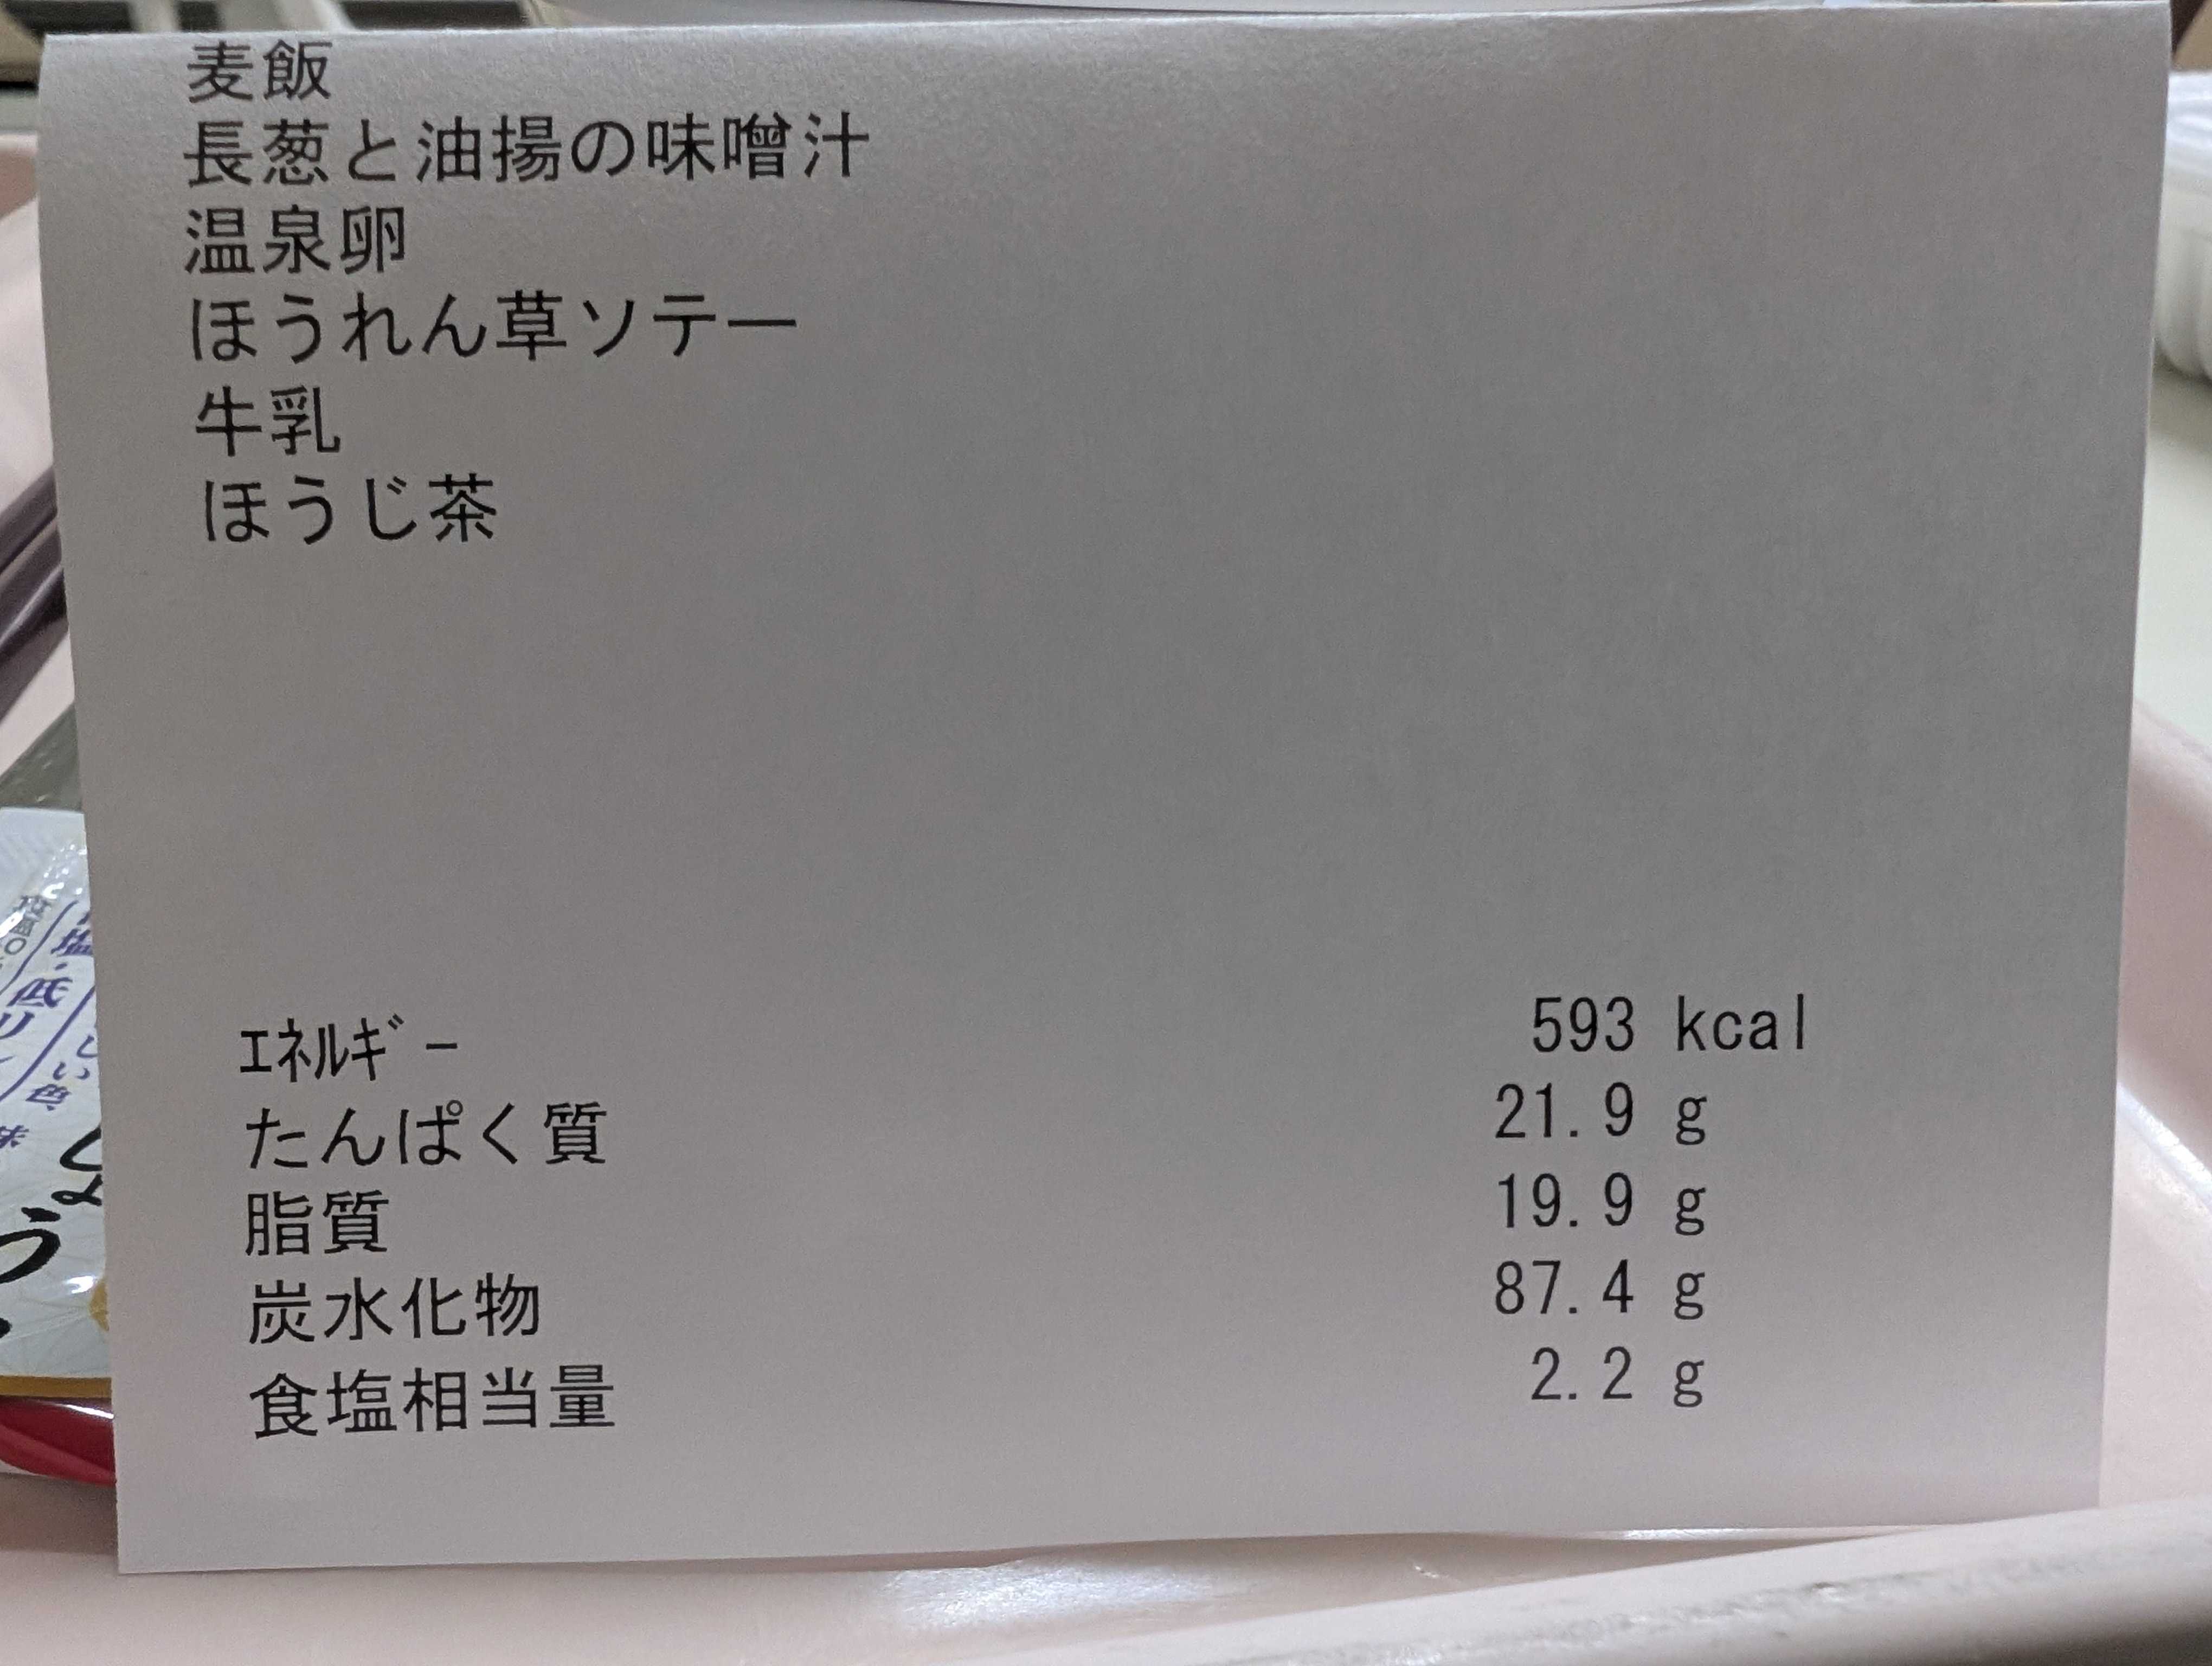 麦飯
長葱と油揚の味噌汁
温泉卵
ほうれん草ソテー
牛乳
ほうじ茶
ｴﾈﾙｷﾞｰ 593 kcal
たんぱく質 21.9 g
脂質 19.9 g
炭水化物 87.4 g
食塩相当量 2.2 g